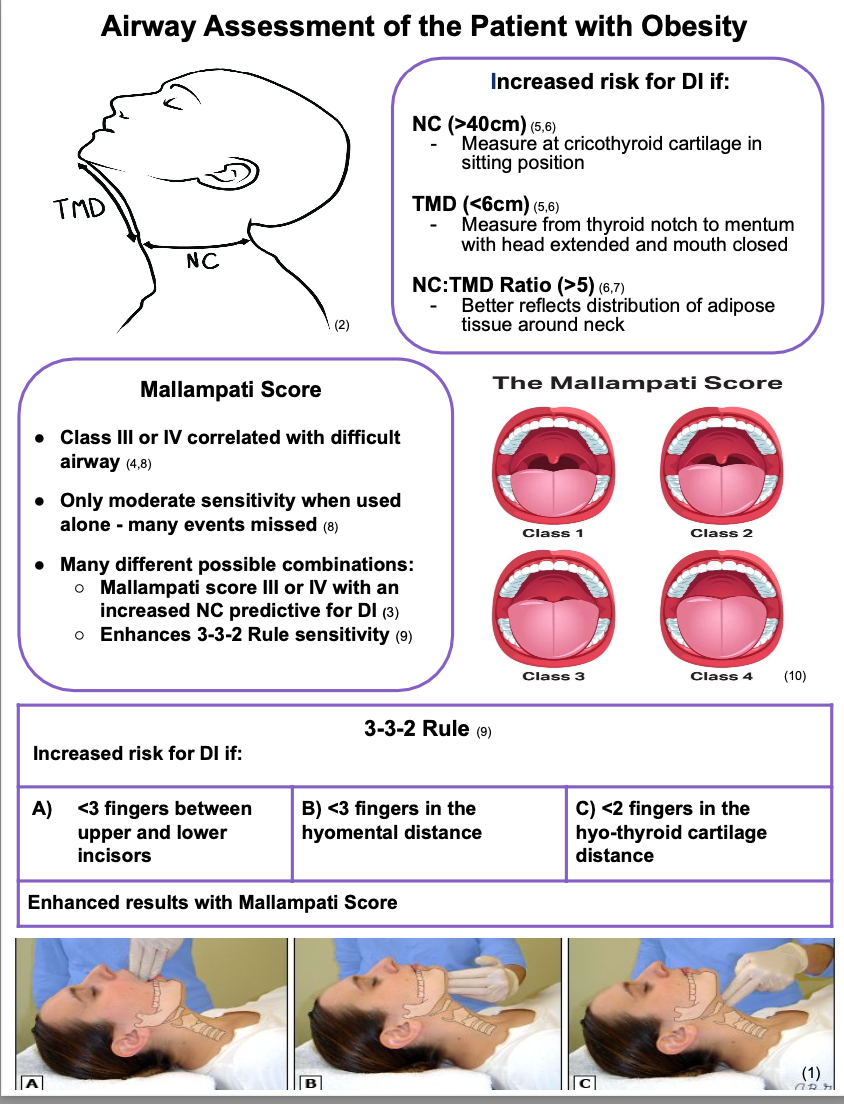 Airway Assessment of the Patient with Obesity
TMD
NC
(2)
Increased risk for DI if:
NC (>40cm) (5,6)
- Measure at cricothyroid cartilage in
sitting position
TMD (<6cm) (5,6)
- Measure from thyroid notch to mentum
with head extended and mouth closed
NC:TMD Ratio (>5) (6,7)
- Better reflects distribution of adipose
tissue around neck
Mallampati Score
● Class III or IV correlated with difficult
airway (4,8)
● Only moderate sensitivity when used
alone - many events missed (8)
● Many different possible combinations:
○ Mallampati score III or IV with an
increased NC predictive for DI (3)
○ Enhances 3-3-2 Rule sensitivity (9)
The Mallampati Score
Class 1
Class 2
Class 3
Class 4
(10)
3-3-2 Rule (9)
Increased risk for DI if:
A) <3 fingers between
upper and lower
incisors
B) <3 fingers in the
hyomental distance
C) <2 fingers in the
hyo-thyroid cartilage
distance
Enhanced results with Mallampati Score
A
B
C
(1)